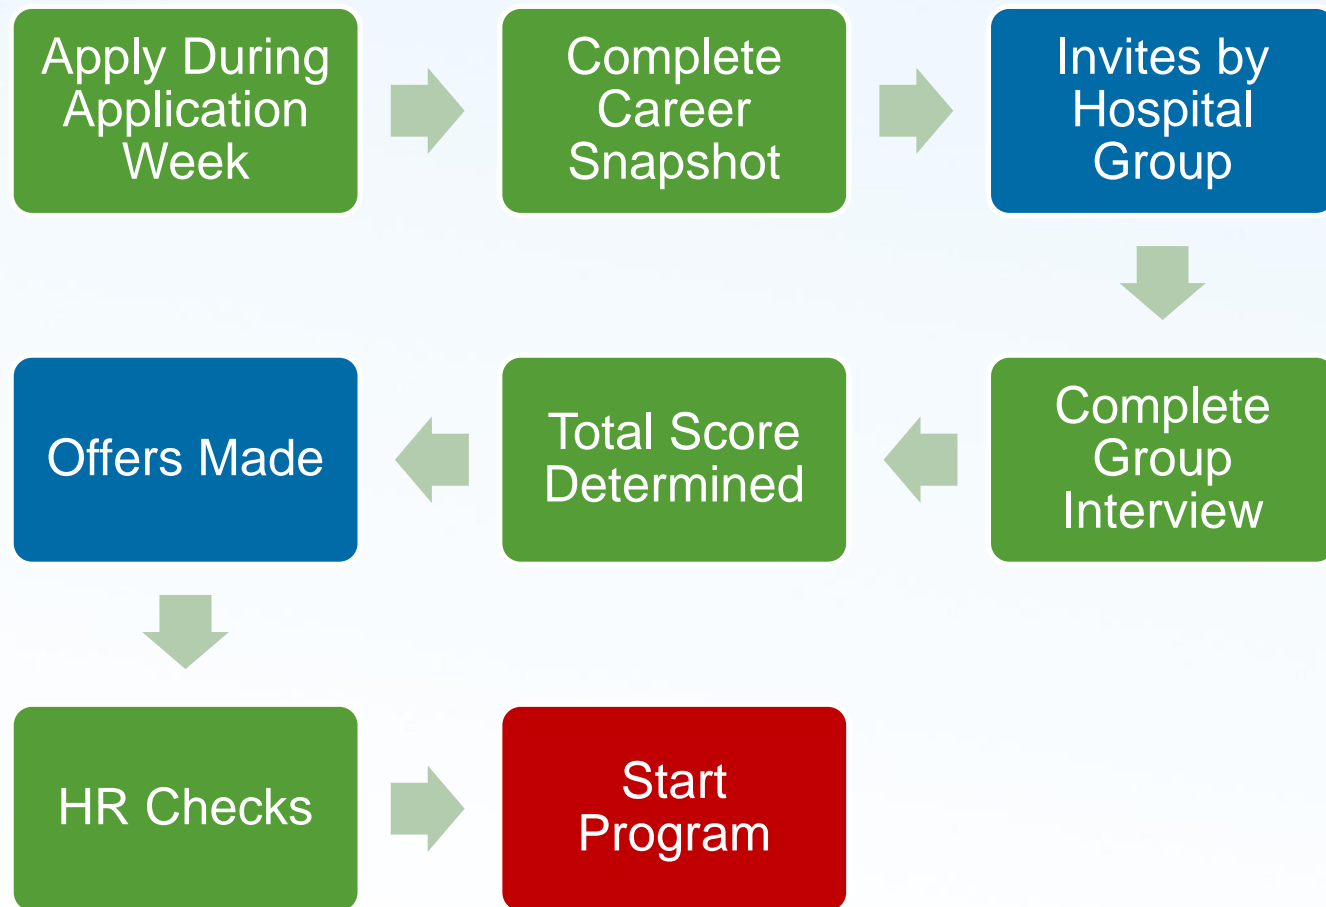 Apply During
Application
Week
Complete
Career
Snapshot
Invites by
Hospital
Group
Complete
Group
Interview
Total Score
Determined
Offers Made
HR Checks
Start
Program